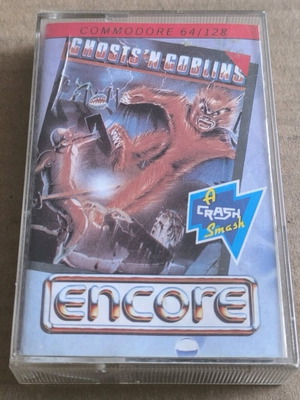 COMMODORE 64/128
GHOSTS 'N' GOBLINS
A
CRASH
Smash
EnCORE